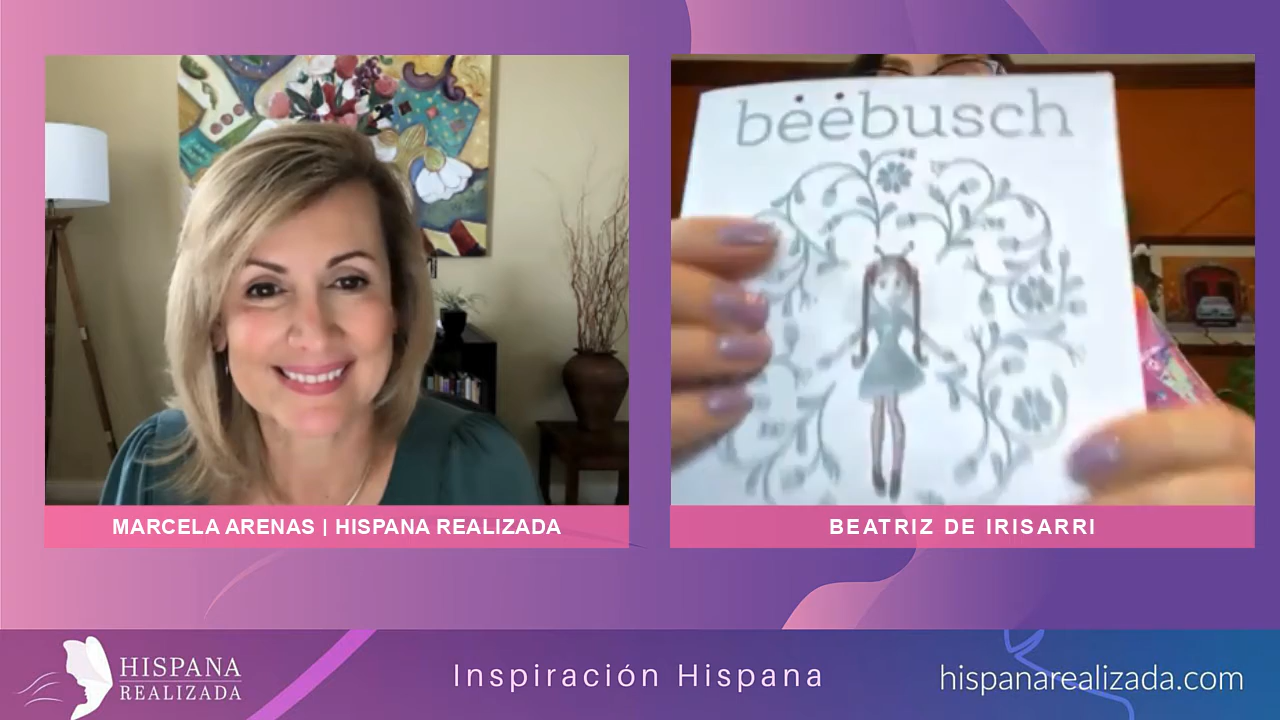 beebusch
MARCELA ARENAS | HISPANA REALIZADA
BEATRIZ DE IRISARRI
HISPANA
REALIZADA
Inspiración Hispana
hispanarealizada.com